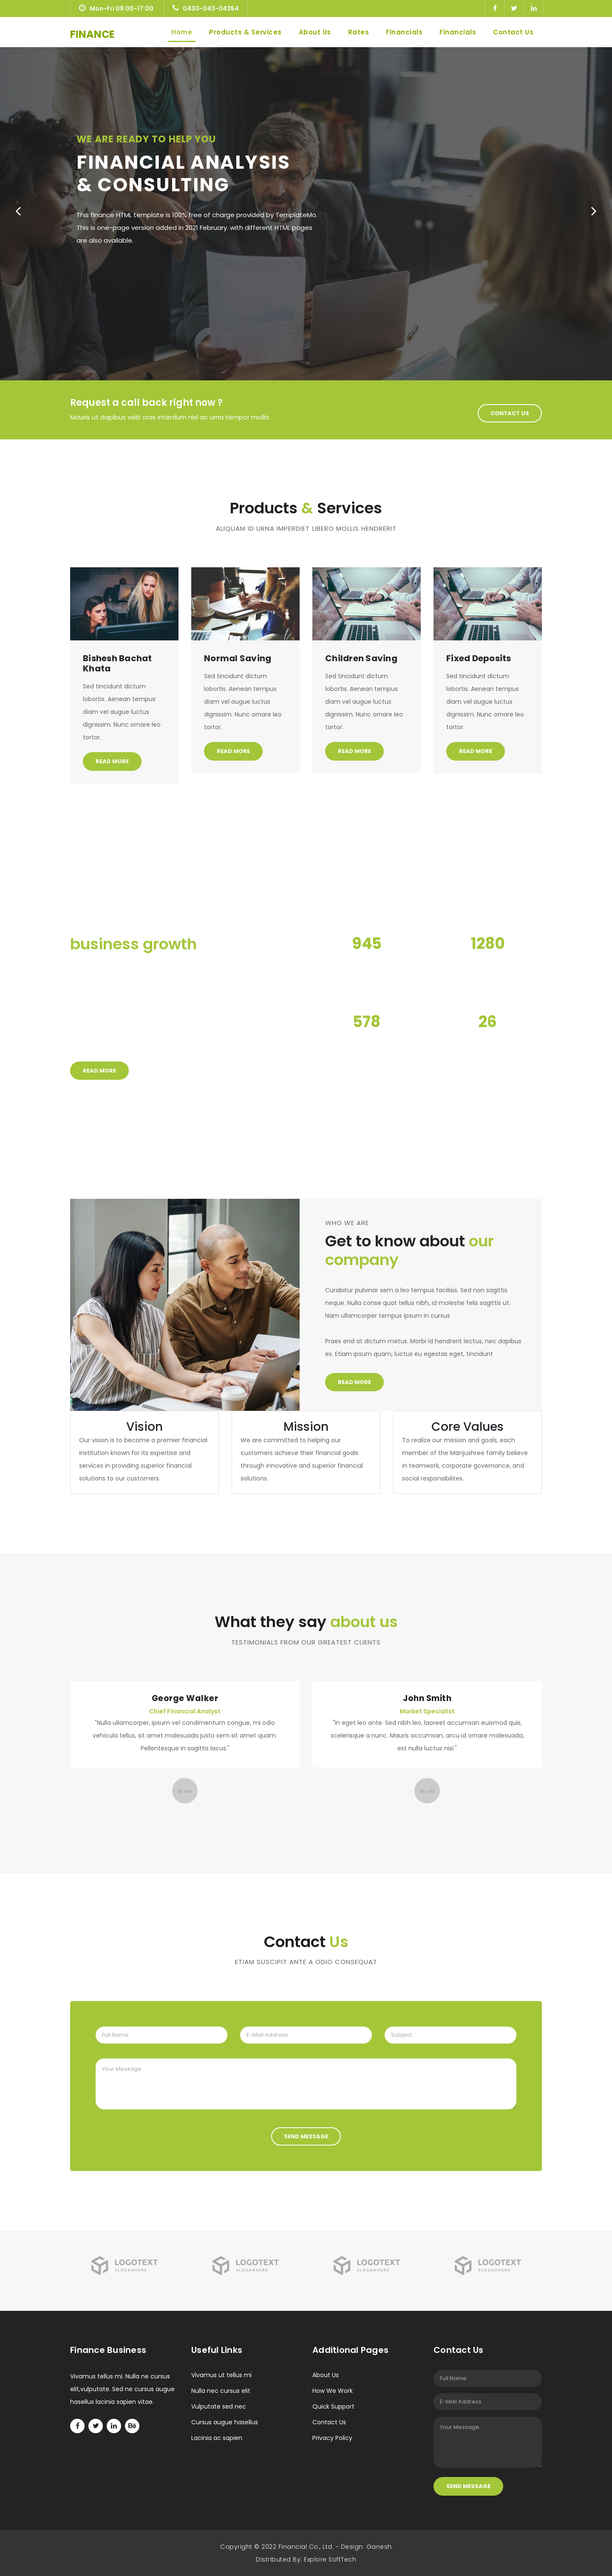 Mon-Fri 09:00-17:00
0430-043-04354
FINANCE
Home
Products & Services
About Us
Rates
Financials
Financials
Contact Us
WE ARE READY TO HELP YOU
FINANCIAL ANALYSIS
& CONSULTING
This finance HTML template is 100% free of charge provided by TemplateMo.
This is one-page version added in 2021 February. with different HTML pages
are also available.
Request a call back right now ?
Mauris ut dapibus velit cras interdum nisl ac urna tempor mollis.
CONTACT US
Products & Services
ALIQUAM ID URNA IMPERDIET LIBERO MOLLIS HENDRERIT
Bishesh Bachat
Khata
Sed tincidunt dictum
lobortis. Aenean tempus
diam vel augue luctus
dignissim. Nunc ornare leo
tortor.
READ MORE
Normal Saving
Sed tincidunt dictum
lobortis. Aenean tempus
diam vel augue luctus
dignissim. Nunc ornare leo
tortor.
READ MORE
Children Saving
Sed tincidunt dictum
lobortis. Aenean tempus
diam vel augue luctus
dignissim. Nunc ornare leo
tortor.
READ MORE
Fixed Deposits
Sed tincidunt dictum
lobortis. Aenean tempus
diam vel augue luctus
dignissim. Nunc ornare leo
tortor.
READ MORE
business growth
945
1280
578
26
READ MORE
WHO WE ARE
Get to know about our
company
Curabitur pulvinar sem a leo tempus facilisis. Sed non sagittis
neque. Nulla conse quat tellus nibh, id molestie felis sagittis ut.
Nam ullamcorper tempus ipsum in cursus
Praes end at dictum metus. Morbi id hendrerit lectus, nec dapibus
ex. Etiam ipsum quam, luctus eu egestas eget, tincidunt
READ MORE
Vision
Our vision is to become a premier financial
institution known for its expertise and
services in providing superior financial
solutions to our customers.
Mission
We are committed to helping our
customers achieve their financial goals
through innovative and superior financial
solutions.
Core Values
To realize our mission and goals, each
member of the Manjushree family believe
in teamwork, corporate governance, and
social responsibiliites.
What they say about us
TESTIMONIALS FROM OUR GREATEST CLIENTS
George Walker
Chief Financial Analyst
"Nulla ullamcorper, ipsum vel condimentum congue, mi odio
vehicula tellus, sit amet malesuada justo sem sit amet quam.
Pellentesque in sagittis lacus."
John Smith
Market Specialist
"In eget leo ante. Sed nibh leo, laoreet accumsan euismod quis,
scelerisque a nunc. Mauris accumsan, arcu id ornare malesuada,
est nulla luctus nisi."
Contact Us
ETIAM SUSCIPIT ANTE A ODIO CONSEQUAT
Full Name
E-Mail Address
Subject
Your Message
SEND MESSAGE
LOGOTEXT
SLOGANHERE
LOGOTEXT
SLOGANHERE
LOGOTEXT
SLOGANHERE
LOGOTEXT
SLOGANHERE
Finance Business
Vivamus tellus mi. Nulla ne cursus
elit,vulputate. Sed ne cursus augue
hasellus lacinia sapien vitae.
Bē
Useful Links
Vivamus ut tellus mi
Nulla nec cursus elit
Vulputate sed nec
Cursus augue hasellus
Lacinia ac sapien
Additional Pages
About Us
How We Work
Quick Support
Contact Us
Privacy Policy
Contact Us
Full Name
E-Mail Address
Your Message
SEND MESSAGE
Copyright © 2022 Financial Co., Ltd. - Design: Ganesh
Distributed By: Explore SoftTech